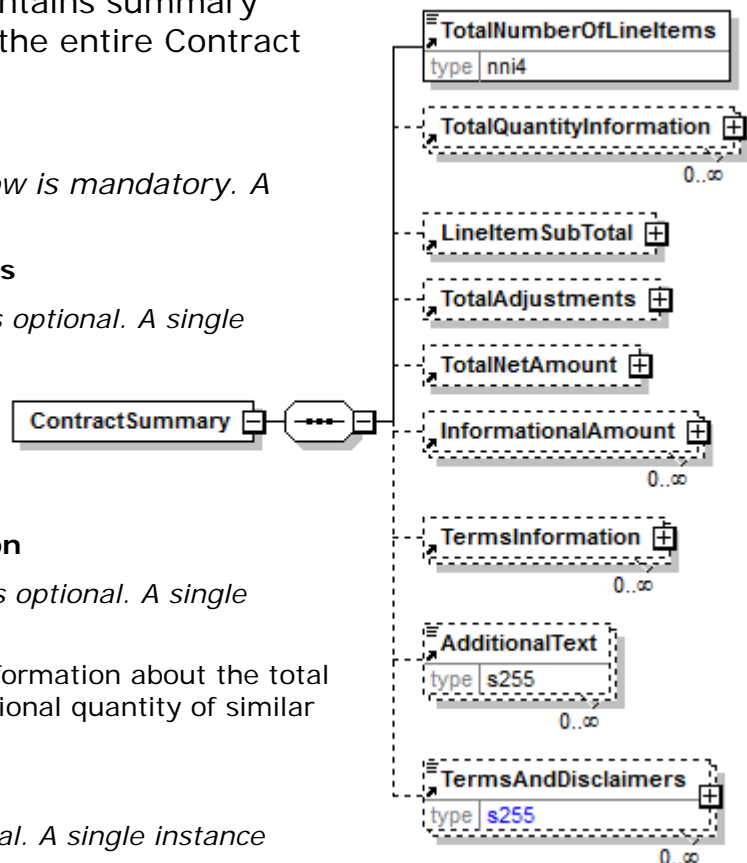 ntains summary
the entire Contract
ow is mandatory. A
s
s optional. A single
on
s optional. A single
formation about the total
ional quantity of similar
al. A single instance
ContractSummary
TotalNumberOfLineItems
type nni4
TotalQuantityInformation
0..∞
LineItemSubTotal
TotalAdjustments
TotalNetAmount
InformationalAmount
0..∞
TermsInformation
0..∞
AdditionalText
type s255
0..∞
TermsAndDisclaimers
type s255
0..∞